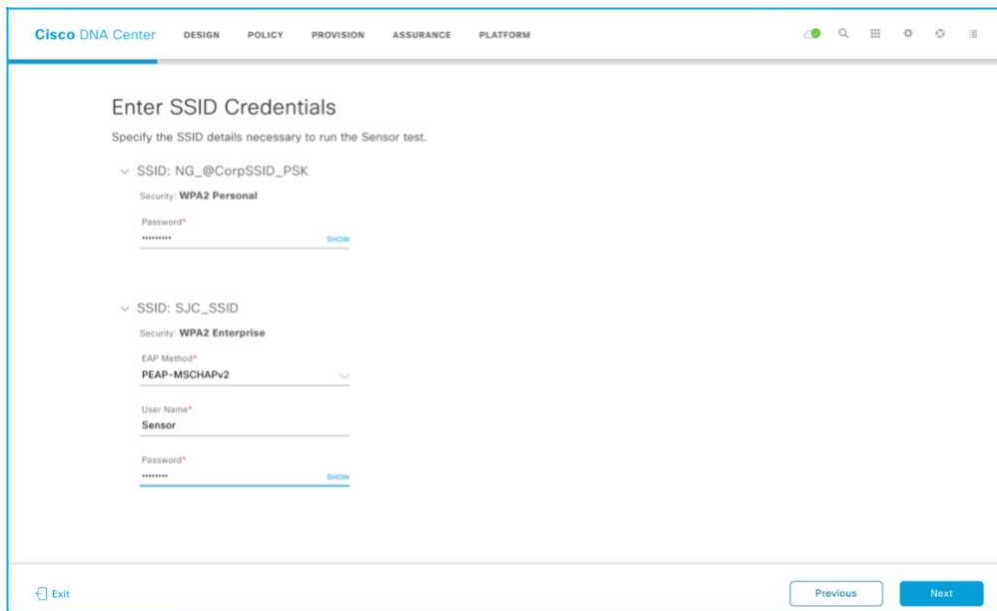 Cisco DNA Center DESIGN POLICY PROVISION ASSURANCE PLATFORM
Enter SSID Credentials
Specify the SSID details necessary to run the Sensor test.
SSID: NG_@CorpSSID_PSK
Security: WPA2 Personal
Password*
••••••••• SHOW
SSID: SJC_SSID
Security: WPA2 Enterprise
EAP Method*
PEAP-MSCHAPv2
User Name*
Sensor
Password*
•••••••• SHOW
Exit Previous Next